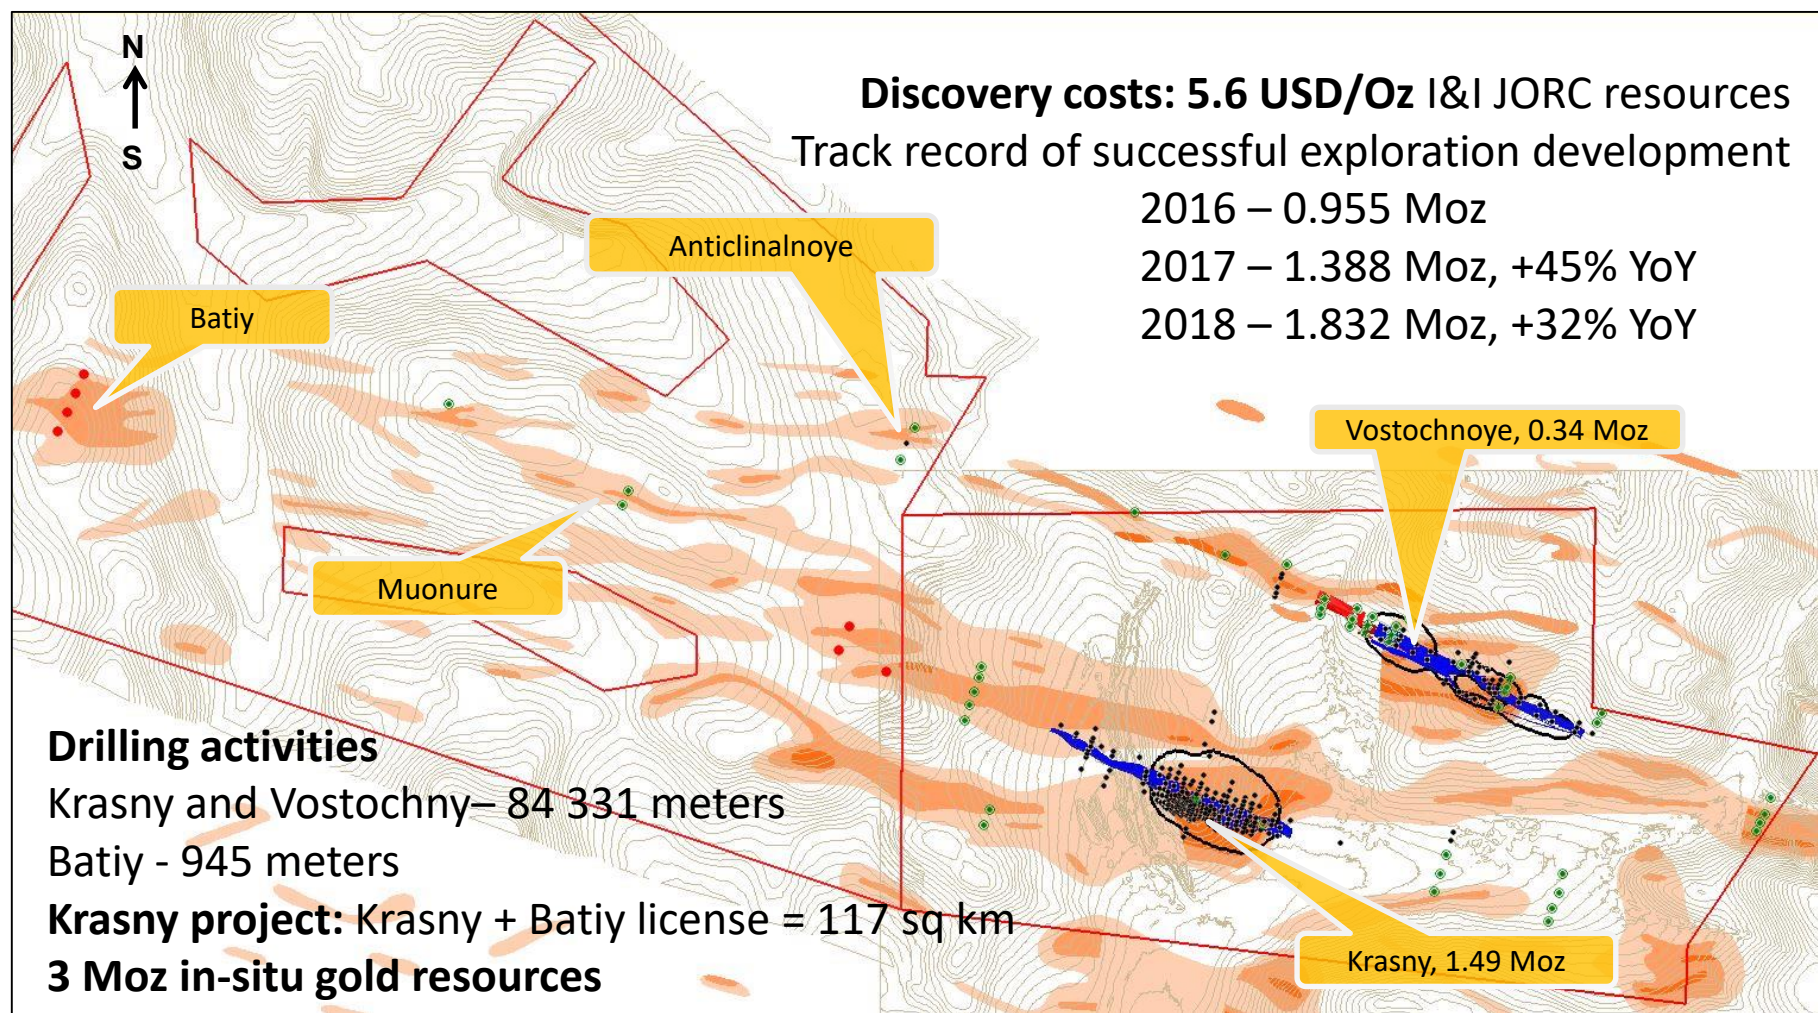 N
S
Discovery costs: 5.6 USD/Oz I&I JORC resources
Track record of successful exploration development
2016 – 0.955 Moz
2017 – 1.388 Moz, +45% YoY
2018 – 1.832 Moz, +32% YoY
Anticlinalnoye
Batiy
Vostochnoye, 0.34 Moz
Muonure
Drilling activities
Krasny and Vostochny– 84 331 meters
Batiy - 945 meters
Krasny project: Krasny + Batiy license = 117 sq km
3 Moz in-situ gold resources
Krasny, 1.49 Moz